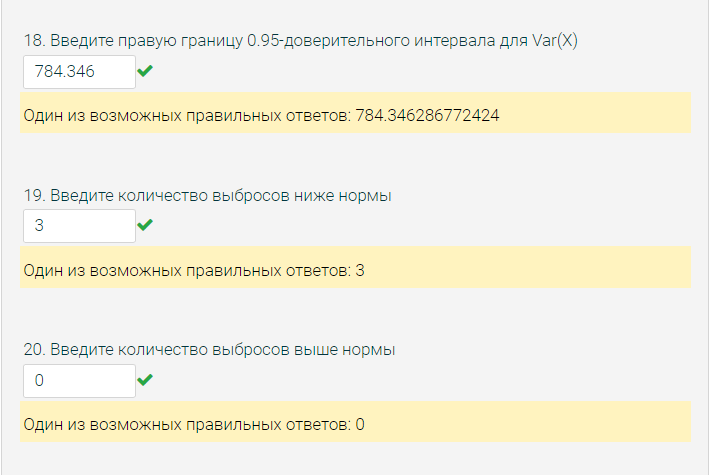 18. Введите правую границу 0.95-доверительного интервала для Var(X)
784.346
Один из возможных правильных ответов: 784.346286772424
19. Введите количество выбросов ниже нормы
3
Один из возможных правильных ответов: 3
20. Введите количество выбросов выше нормы
0
Один из возможных правильных ответов: 0